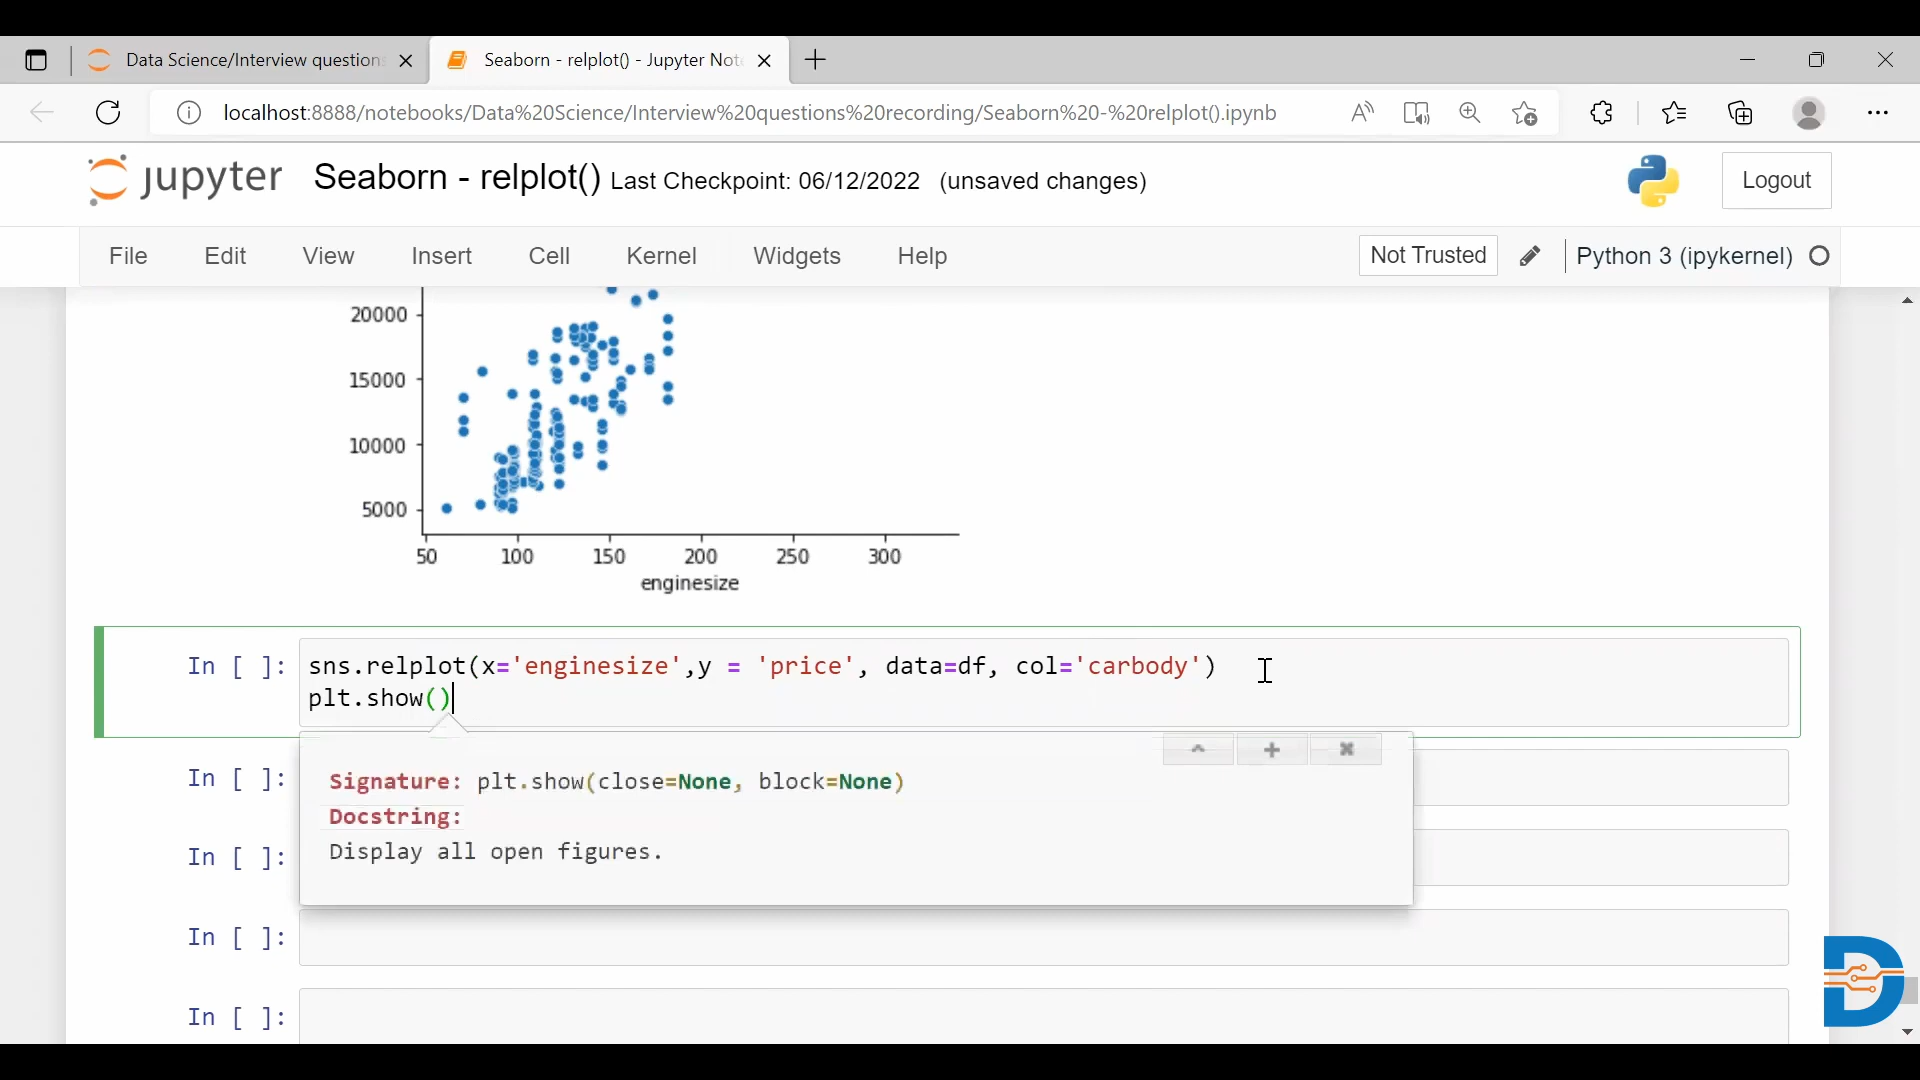 Data Science/Interview question
Seaborn - relplot() - Jupyter Not
localhost:8888/notebooks/Data%20Science/Interview%20questions%20recording/Seaborn%20-%20relplot().ipynb
jupyter
Seaborn - relplot() Last Checkpoint: 06/12/2022 (unsaved changes)
Logout
File Edit View Insert Cell Kernel Widgets Help
Not Trusted
Python 3 (ipykernel)
20000
15000
10000
5000
50 100 150 200 250 300
enginesize
In [ ]: sns.relplot(x='enginesize',y = 'price', data=df, col='carbody')
plt.show()
Signature: plt.show(close=None, block=None)
Docstring:
Display all open figures.
In [ ]:
In [ ]:
In [ ]:
In [ ]: